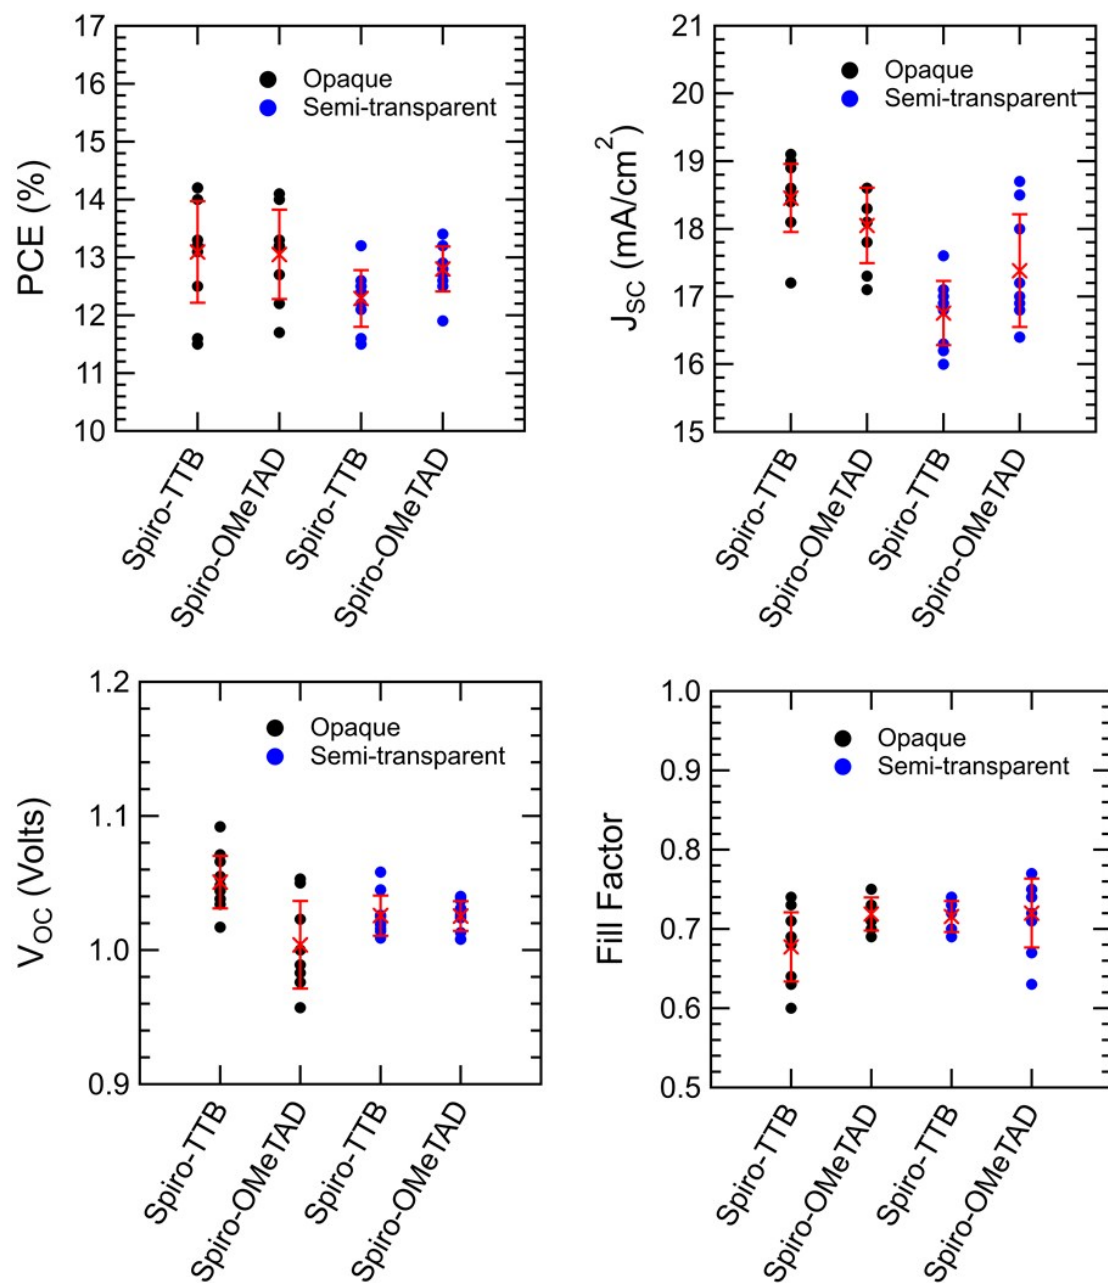 PCE (%)
17
16
15
14
13
12
11
10
Opaque
Semi-transparent
Spiro-TTB
Spiro-OMeTAD
Spiro-TTB
Spiro-OMeTAD
J_SC (mA/cm²)
21
20
19
18
17
16
15
Opaque
Semi-transparent
Spiro-TTB
Spiro-OMeTAD
Spiro-TTB
Spiro-OMeTAD
V_OC (Volts)
1.2
1.1
1.0
0.9
Opaque
Semi-transparent
Spiro-TTB
Spiro-OMeTAD
Spiro-TTB
Spiro-OMeTAD
Fill Factor
1.0
0.9
0.8
0.7
0.6
0.5
Opaque
Semi-transparent
Spiro-TTB
Spiro-OMeTAD
Spiro-TTB
Spiro-OMeTAD